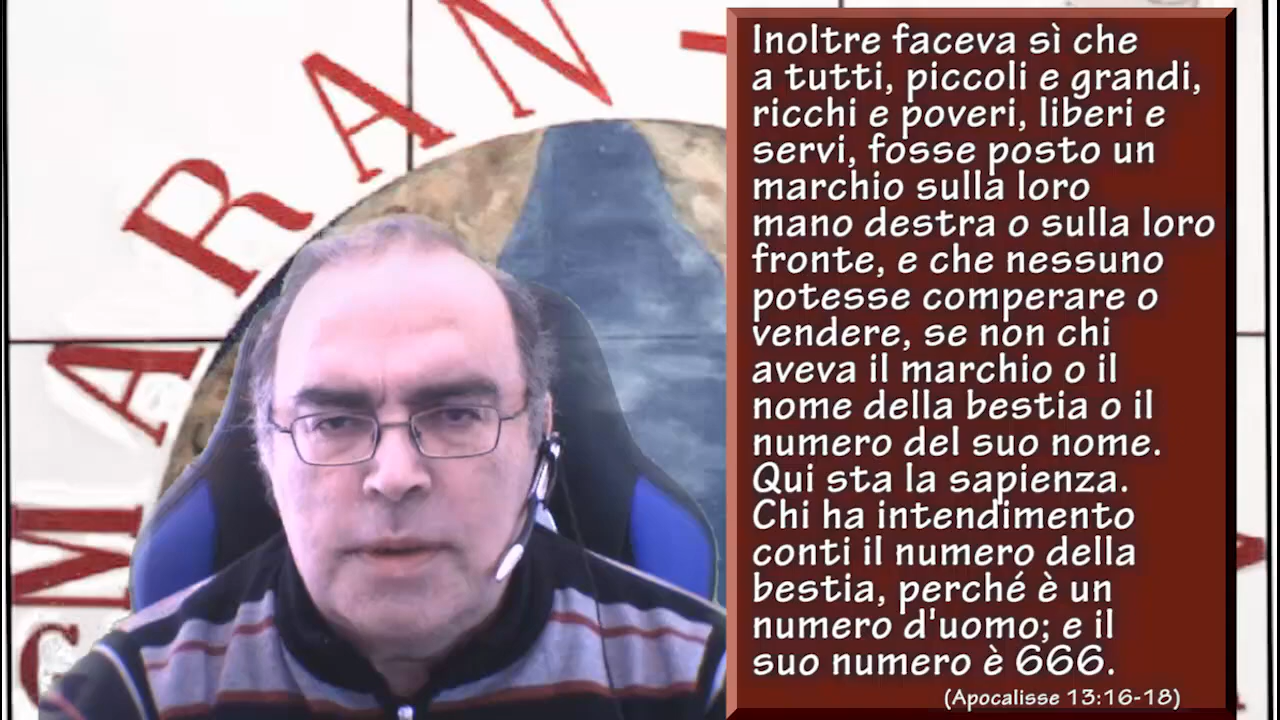 CMARAN
Inoltre faceva sì che
a tutti, piccoli e grandi,
ricchi e poveri, liberi e
servi, fosse posto un
marchio sulla loro
mano destra o sulla loro
fronte, e che nessuno
potesse comperare o
vendere, se non chi
aveva il marchio o il
nome della bestia o il
numero del suo nome.
Qui sta la sapienza.
Chi ha intendimento
conti il numero della
bestia, perché è un
numero d'uomo; e il
suo numero è 666.
(Apocalisse 13:16-18)